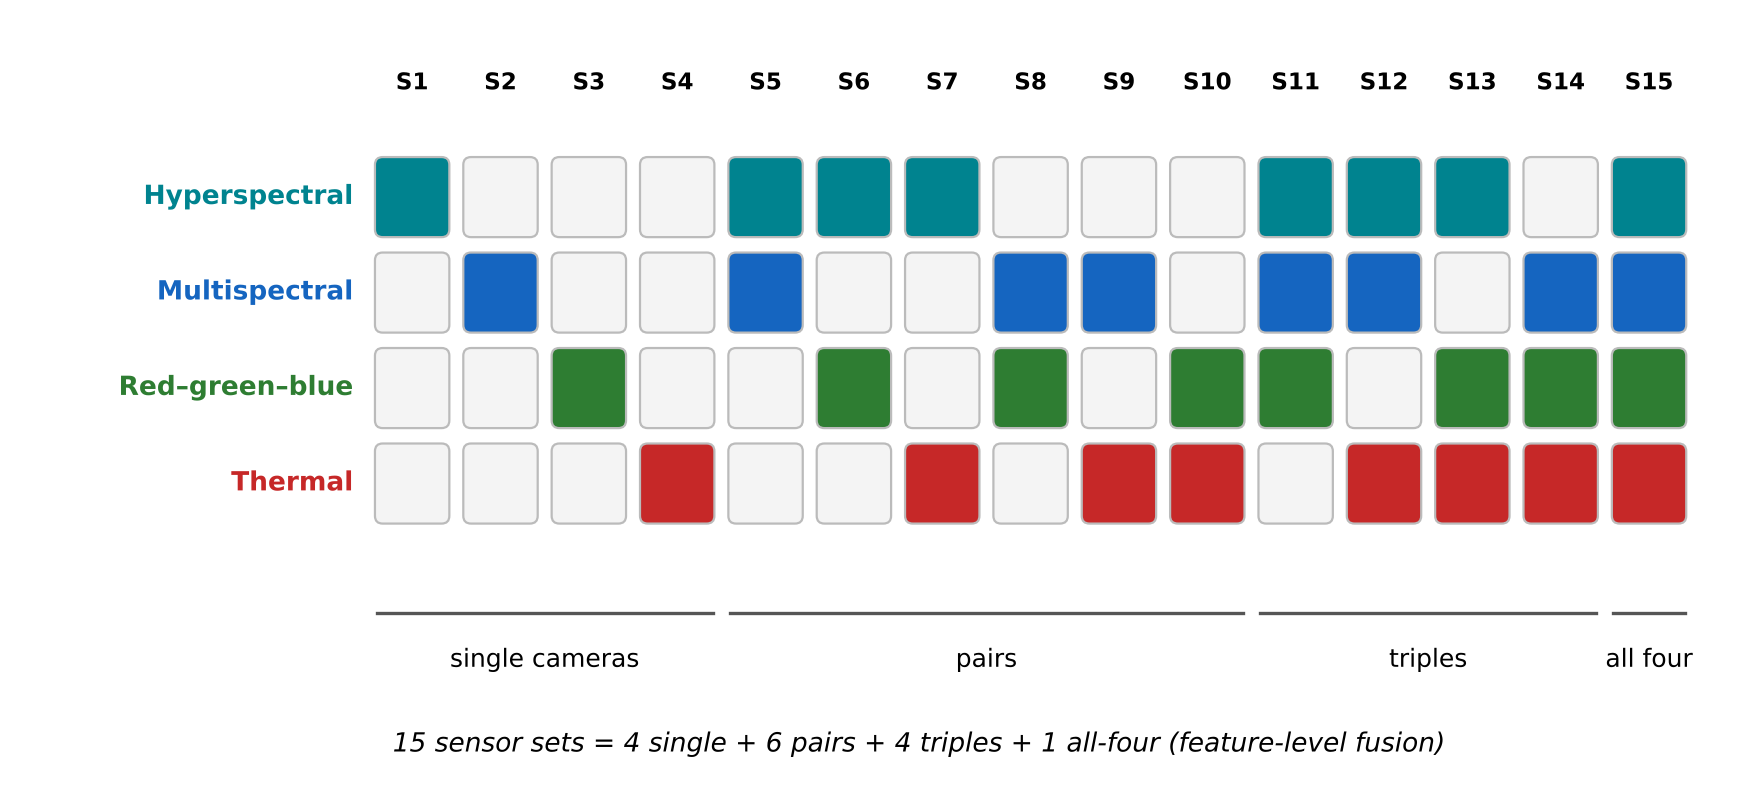 S1 S2 S3 S4 S5 S6 S7 S8 S9 S10 S11 S12 S13 S14 S15
Hyperspectral
Multispectral
Red–green–blue
Thermal
single cameras pairs triples all four
15 sensor sets = 4 single + 6 pairs + 4 triples + 1 all-four (feature-level fusion)